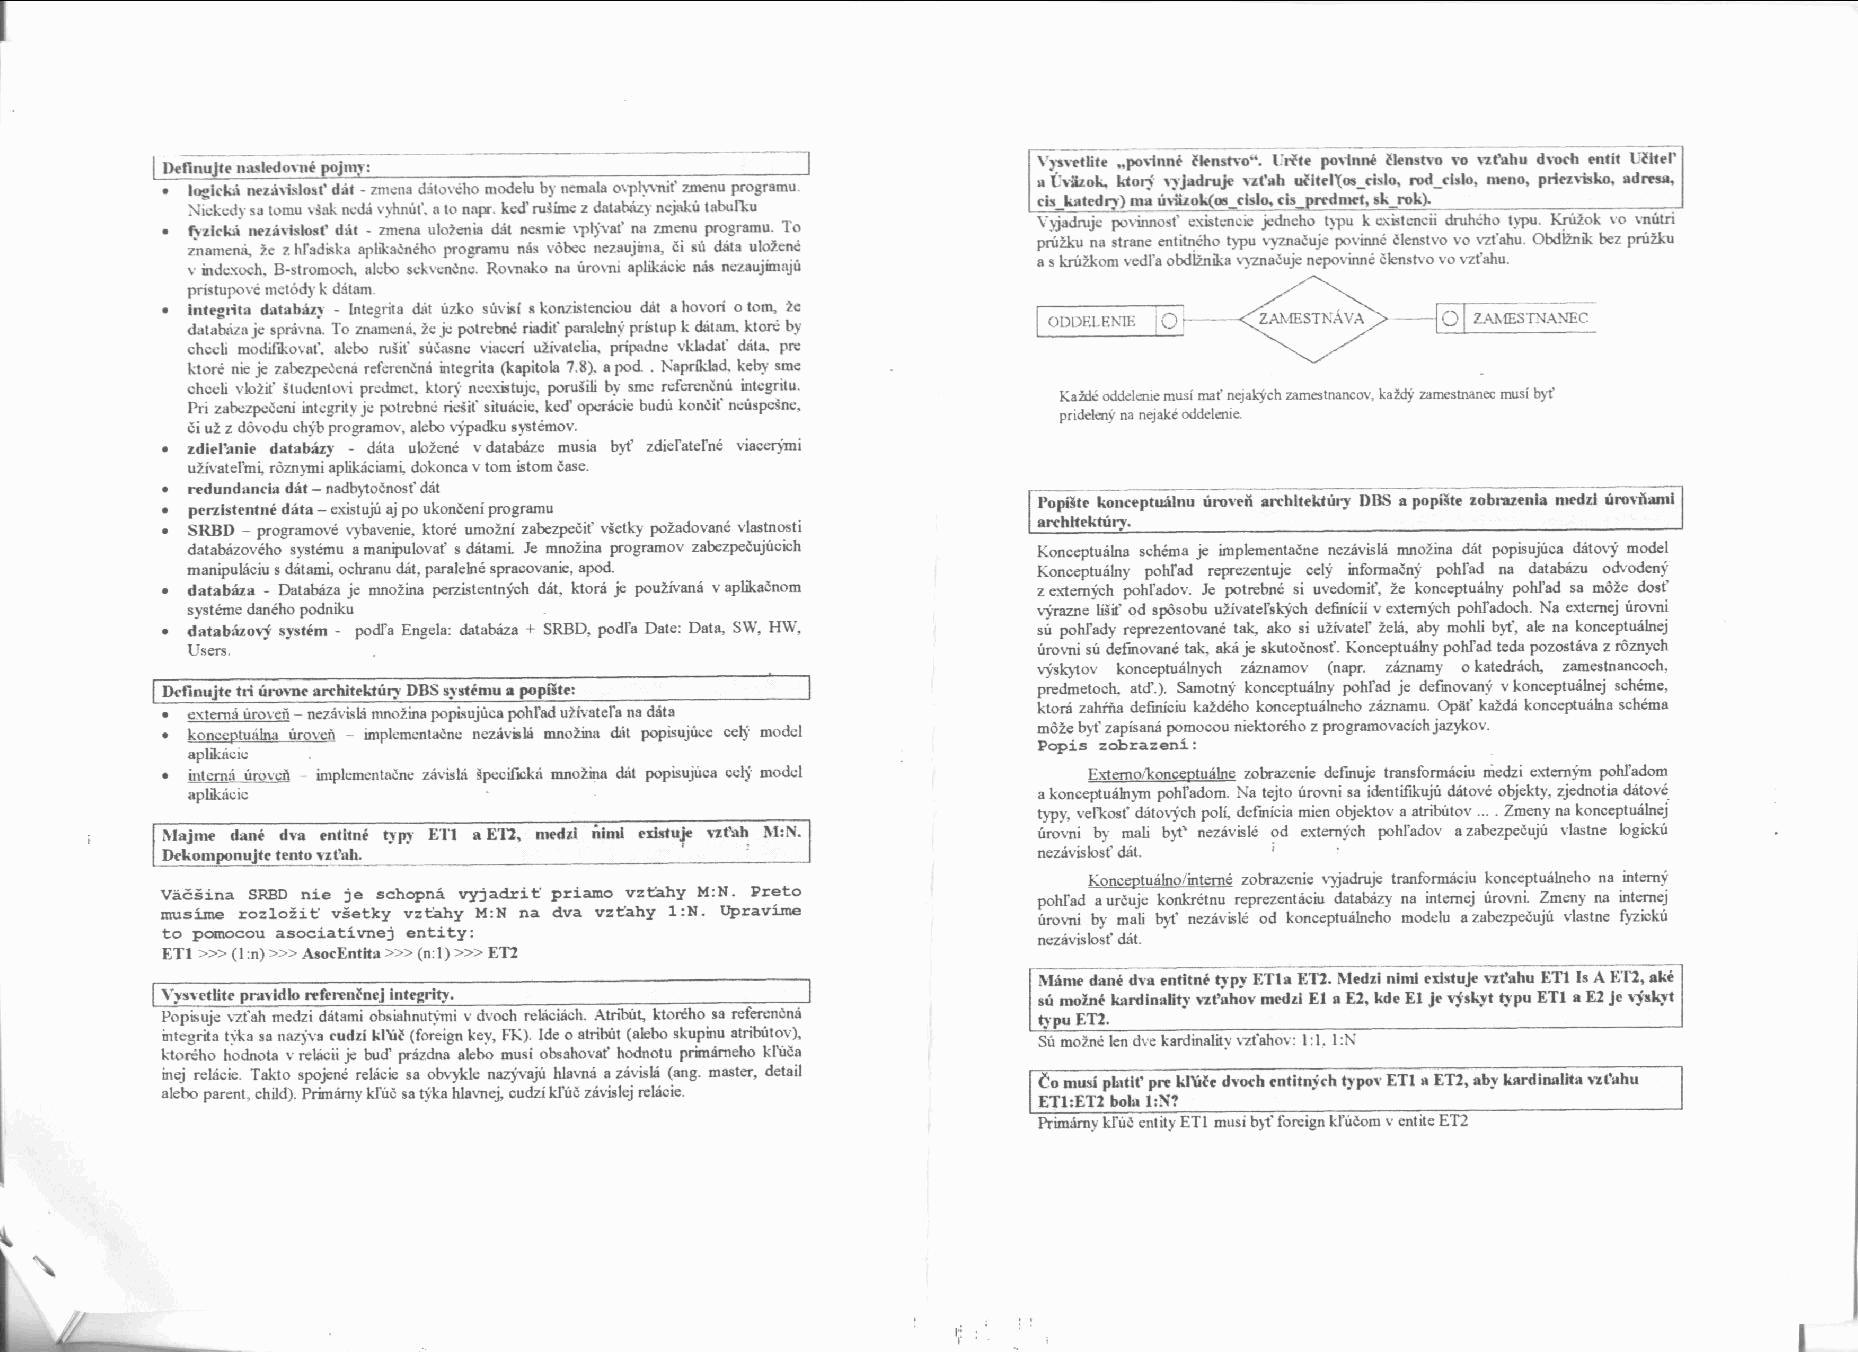 Definujte nasledovné pojmy:
• logická nezávislosť dát - zmena dátového modelu by nemala ovplyvniť zmenu programu.
Niekedy sa tomu však nedá vyhnúť, a to napr. keď rušíme z databázy nejakú tabuľku
• fyzická nezávislosť dát - zmena uloženia dát nesmie vplývať na zmenu programu. To
znamená, že z hľadiska aplikačného programu nás vôbec nezaujíma, či sú dáta uložené
v indexoch, B-stromoch, alebo sekvenčne. Rovnako na úrovni aplikácie nás nezaujímajú
prístupové metódy k dátam.
• integrita databázy - Integrita dát úzko súvisí s konzistenciou dát a hovorí o tom, že
databáza je správna. To znamená, že je potrebné riadiť paralelný prístup k dátam, ktoré by
chceli modifikovať, alebo rušiť súčasne viacerí užívatelia, prípadne vkladať dáta, pre
ktoré nie je zabezpečená referenčná integrita (kapitola 7.8), a pod. . Napríklad, keby sme
chceli vložiť študentovi predmet, ktorý neexistuje, porušili by sme referenčnú integritu.
Pri zabezpečení integrity je potrebné riešiť situácie, keď operácie budú končiť neúspešne,
či už z dôvodu chýb programov, alebo výpadku systémov.
• zdieľanie databázy - dáta uložené v databáze musia byť zdieľateľné viacerými
užívateľmi, rôznymi aplikáciami, dokonca v tom istom čase.
• redundancia dát – nadbytočnosť dát
• perzistentné dáta – existujú aj po ukončení programu
• SRBD – programové vybavenie, ktoré umožní zabezpečiť všetky požadované vlastnosti
databázového systému a manipulovať s dátami. Je množina programov zabezpečujúcich
manipuláciu s dátami, ochranu dát, paralelné spracovanie, apod.
• databáza - Databáza je množina perzistentných dát, ktorá je používaná v aplikačnom
systéme daného podniku
• databázový systém - podľa Engela: databáza + SRBD, podľa Date: Data, SW, HW,
Users.
Definujte tri úrovne architektúry DBS systému a popíšte:
• externá úroveň – nezávislá množina popisujúca pohľad užívateľa na dáta
• konceptuálna úroveň – implementačne nezávislá množina dát popisujúce celý model
aplikácie
• interná úroveň – implementačne závislá špecifická množina dát popisujúca celý model
aplikácie
Majme dané dva entitné typy ET1 a ET2, medzi nimi existuje vzťah M:N.
Dekomponujte tento vzťah.
Väčšina SRBD nie je schopná vyjadriť priamo vzťahy M:N. Preto
musíme rozložiť všetky vzťahy M:N na dva vzťahy 1:N. Upravíme
to pomocou asociatívnej entity:
ET1 >>> (1:n) >>> AsocEntita >>> (n:1) >>> ET2
Vysvetlite pravidlo referenčnej integrity.
Popisuje vzťah medzi dátami obsiahnutými v dvoch reláciách. Atribút, ktorého sa referenčná
integrita týka sa nazýva cudzí kľúč (foreign key, FK). Ide o atribút (alebo skupinu atribútov),
ktorého hodnota v relácii je buď prázdna alebo musí obsahovať hodnotu primárneho kľúča
inej relácie. Takto spojené relácie sa obvykle nazývajú hlavná a závislá (ang. master, detail
alebo parent, child). Primárny kľúč sa týka hlavnej, cudzí kľúč závislej relácie.
Vysvetlite „povinné členstvo“. Určte povinné členstvo vo vzťahu dvoch entit Učiteľ
a Úväzok, ktorý vyjadruje vzťah učiteľ(os_cislo, rod_cislo, meno, priezvisko, adresa,
cis_katedry) ma úväzok(os_cislo, cis_predmet, sk_rok).
Vyjadruje povinnosť existencie jedneho typu k existencii druhého typu. Krúžok vo vnútri
prúžku na strane entitného typu vyznačuje povinné členstvo vo vzťahu. Obdĺžnik bez prúžku
a s krúžkom vedľa obdĺžnika vyznačuje nepovinné členstvo vo vzťahu.
ODDELENIE ZAMESTNÁVA ZAMESTNANEC
Každé oddelenie musí mať nejakých zamestnancov, každý zamestnanec musí byť
pridelený na nejaké oddelenie.
Popíšte konceptuálnu úroveň architektúry DBS a popíšte zobrazenia medzi úrovňami
architektúry.
Konceptuálna schéma je implementačne nezávislá množina dát popisujúca dátový model
Konceptuálny pohľad reprezentuje celý informačný pohľad na databázu odvodený
z externých pohľadov. Je potrebné si uvedomiť, že konceptuálny pohľad sa môže dosť
výrazne líšiť od spôsobu užívateľských definícii v externých pohľadoch. Na externej úrovni
sú pohľady reprezentované tak, ako si užívateľ želá, aby mohli byť, ale na konceptuálnej
úrovni sú definované tak, aká je skutočnosť. Konceptuálny pohľad teda pozostáva z rôznych
výskytov konceptuálnych záznamov (napr. záznamy o katedrách, zamestnancoch,
predmetoch, atď.). Samotný konceptuálny pohľad je definovaný v konceptuálnej schéme,
ktorá zahŕňa definíciu každého konceptuálneho záznamu. Opäť každá konceptuálna schéma
môže byť zapísaná pomocou niektorého z programovacích jazykov.
Popis zobrazení:
Externo/konceptuálne zobrazenie definuje transformáciu medzi externým pohľadom
a konceptuálnym pohľadom. Na tejto úrovni sa identifikujú dátové objekty, zjednotia dátové
typy, veľkosť dátových polí, definícia mien objektov a atribútov ... . Zmeny na konceptuálnej
úrovni by mali byť nezávislé od externých pohľadov a zabezpečujú vlastne logickú
nezávislosť dát.
Konceptuálno/interné zobrazenie vyjadruje tranformáciu konceptuálneho na interný
pohľad a určuje konkrétnu reprezentáciu databázy na internej úrovni. Zmeny na internej
úrovni by mali byť nezávislé od konceptuálneho modelu a zabezpečujú vlastne fyzickú
nezávislosť dát.
Máme dané dva entitné typy ET1a ET2. Medzi nimi existuje vzťahu ET1 Is A ET2, aké
sú možné kardinality vzťahov medzi E1 a E2, kde E1 je výskyt typu ET1 a E2 je výskyt
typu ET2.
Sú možné len dve kardinality vzťahov: 1:1, 1:N
Čo musí platiť pre kľúče dvoch entitných typov ET1 a ET2, aby kardinalita vzťahu
ET1:ET2 bola 1:N?
Primárny kľúč entity ET1 musi byť foreign kľúčom v entite ET2